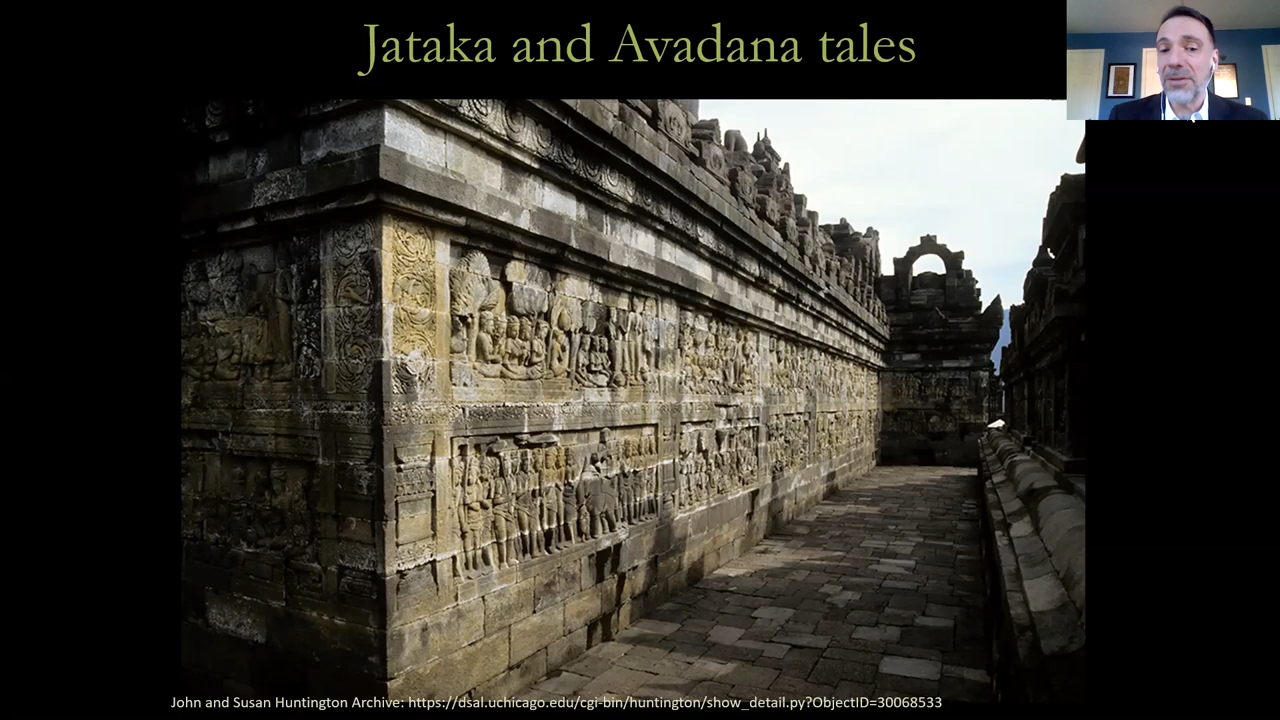 Jataka and Avadana tales
John and Susan Huntington Archive: https://dsal.uchicago.edu/cgi-bin/huntington/show_detail.py?ObjectID=30068533